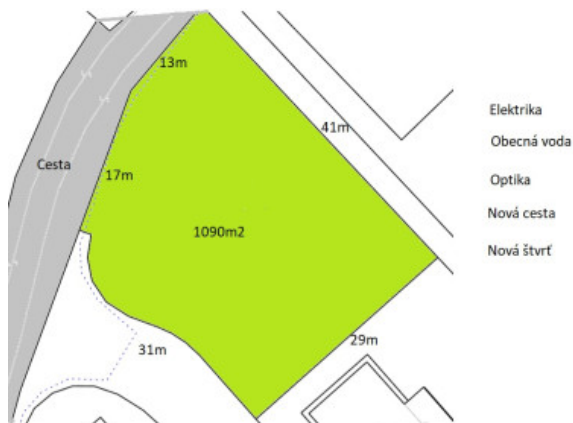 13m
41m
Elektrika
Obecná voda
Cesta
17m
Optika
Nová cesta
1090m2
Nová štvrť
29m
31m